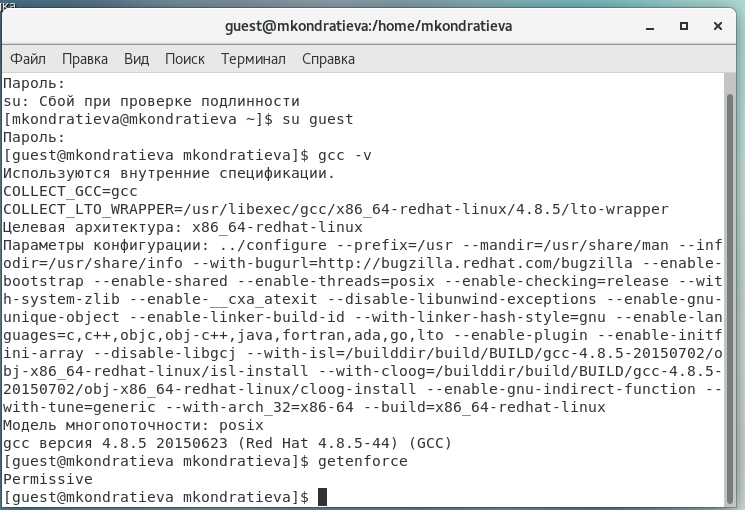 ка
guest@mkondratieva:/home/mkondratieva
Файл Правка Вид Поиск Терминал Справка
Пароль:
su: Сбой при проверке подлинности
[mkondratieva@mkondratieva ~]$ su guest
Пароль:
[guest@mkondratieva mkondratieva]$ gcc -v
Используются внутренние спецификации.
COLLECT_GCC=gcc
COLLECT_LTO_WRAPPER=/usr/libexec/gcc/x86_64-redhat-linux/4.8.5/lto-wrapper
Целевая архитектура: x86_64-redhat-linux
Параметры конфигурации: ../configure --prefix=/usr --mandir=/usr/share/man --inf
odir=/usr/share/info --with-bugurl=http://bugzilla.redhat.com/bugzilla --enable-
bootstrap --enable-shared --enable-threads=posix --enable-checking=release --wit
h-system-zlib --enable-__cxa_atexit --disable-libunwind-exceptions --enable-gnu-
unique-object --enable-linker-build-id --with-linker-hash-style=gnu --enable-lan
guages=c,c++,objc,obj-c++,java,fortran,ada,go,lto --enable-plugin --enable-initf
ini-array --disable-libgcj --with-isl=/builddir/build/BUILD/gcc-4.8.5-20150702/o
bj-x86_64-redhat-linux/isl-install --with-cloog=/builddir/build/BUILD/gcc-4.8.5-
20150702/obj-x86_64-redhat-linux/cloog-install --enable-gnu-indirect-function --
with-tune=generic --with-arch_32=x86-64 --build=x86_64-redhat-linux
Модель многопоточности: posix
gcc версия 4.8.5 20150623 (Red Hat 4.8.5-44) (GCC)
[guest@mkondratieva mkondratieva]$ getenforce
Permissive
[guest@mkondratieva mkondratieva]$